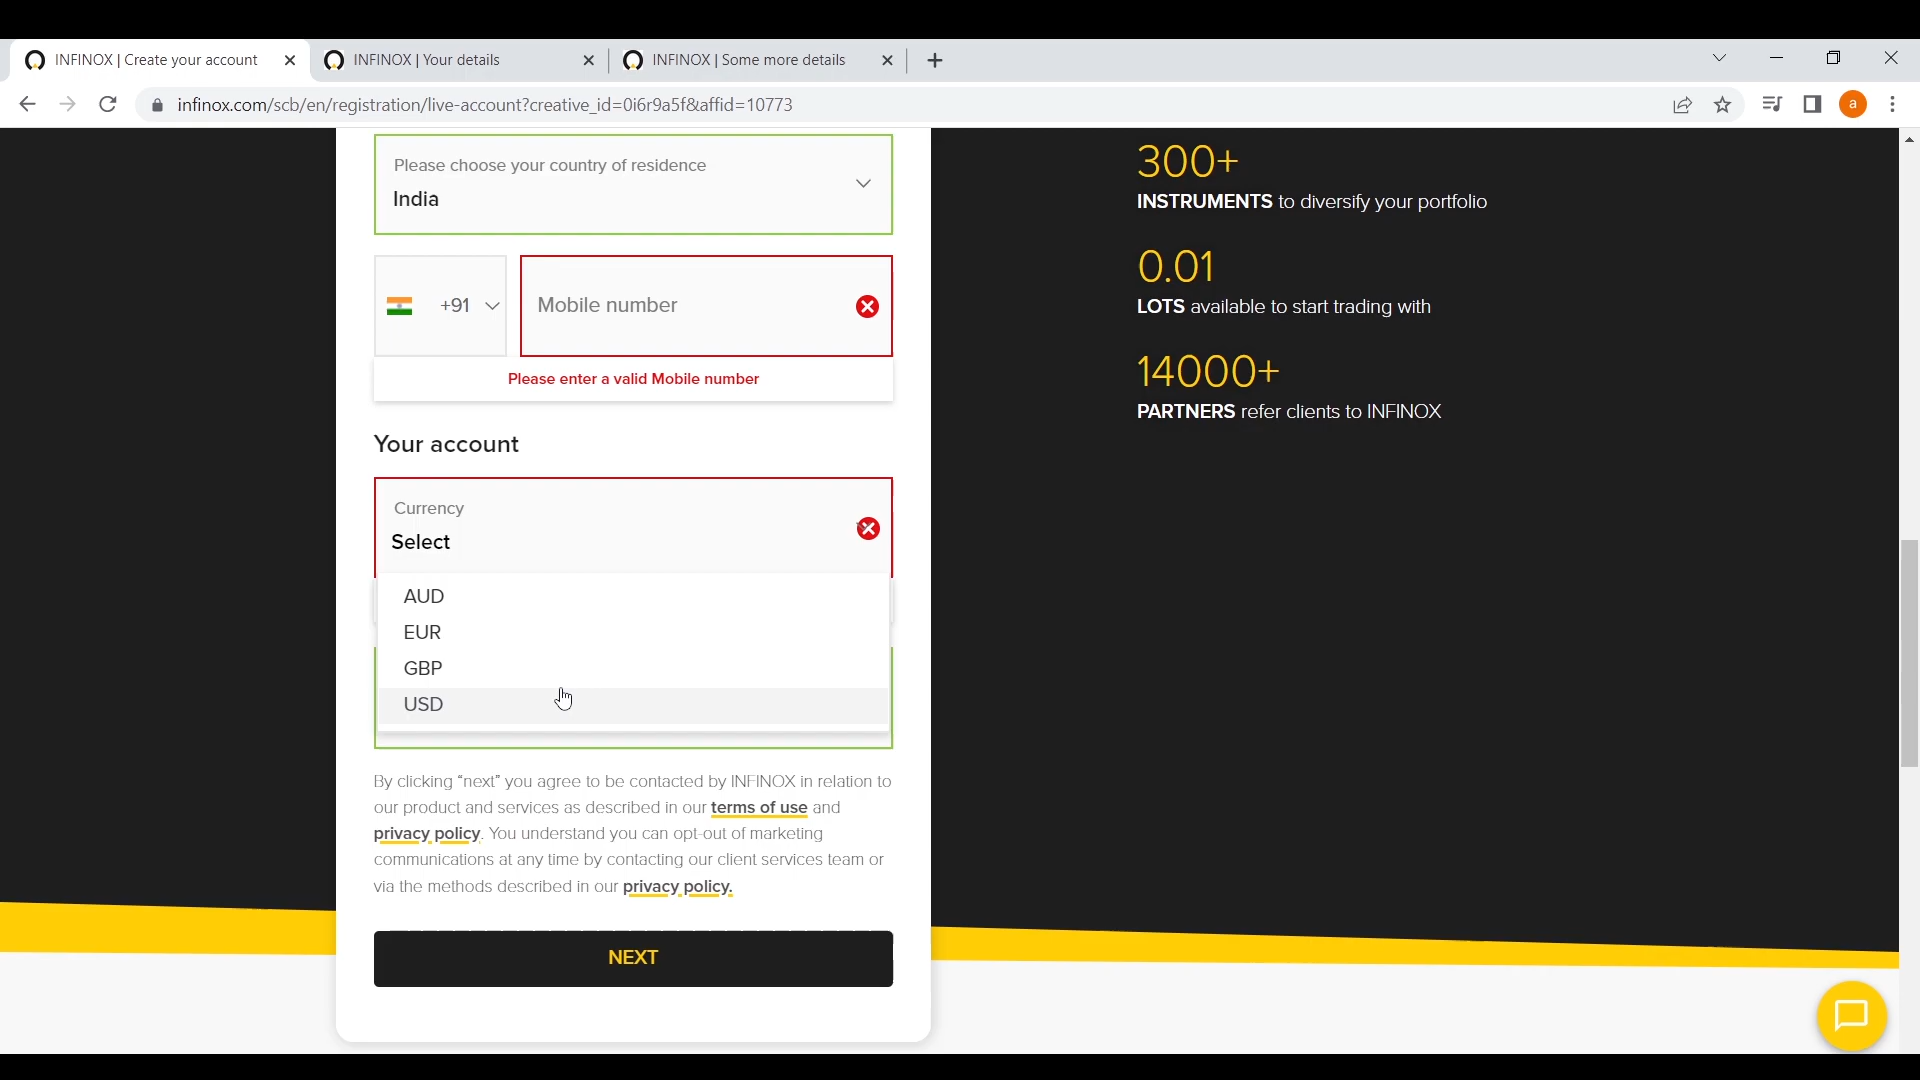 INFINOX | Create your account
INFINOX | Your details
INFINOX | Some more details
infinox.com/scb/en/registration/live-account?creative_id=0i6r9a5f&affid=10773
a
Please choose your country of residence
India
+91
Mobile number
Please enter a valid Mobile number
Your account
Currency
Select
AUD
EUR
GBP
USD
By clicking “next” you agree to be contacted by INFINOX in relation to
our product and services as described in our terms of use and
privacy policy. You understand you can opt-out of marketing
communications at any time by contacting our client services team or
via the methods described in our privacy policy.
NEXT
300+
INSTRUMENTS to diversify your portfolio
0.01
LOTS available to start trading with
14000+
PARTNERS refer clients to INFINOX